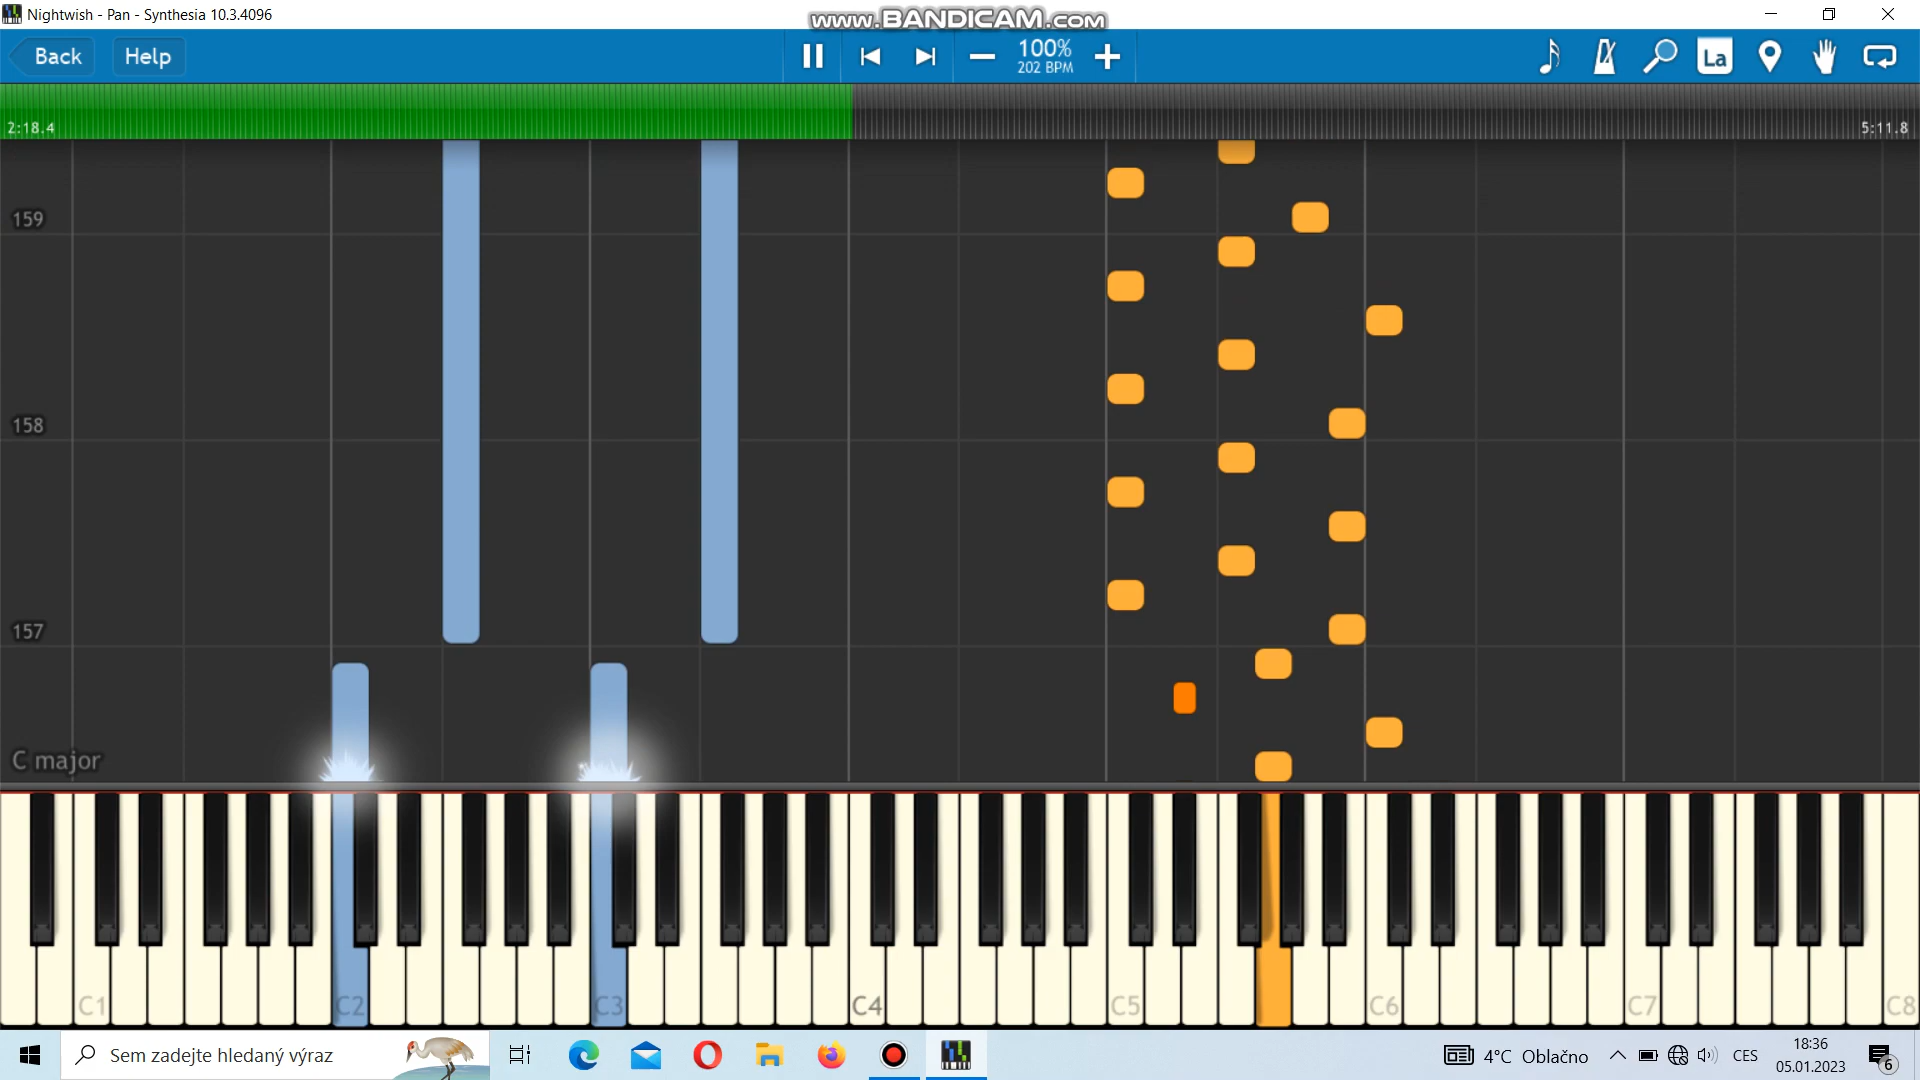 Nightwish - Pan - Synthesia 10.3.4096
www.BANDICAM.com
Back
Help
100%
202 BPM
La
2:18.4
5:11.8
159
158
157
C major
C1
C2
C3
C4
C5
C6
C7
C8
Sem zadejte hledaný výraz
4°C Oblačno
CES
18:36
05.01.2023
6